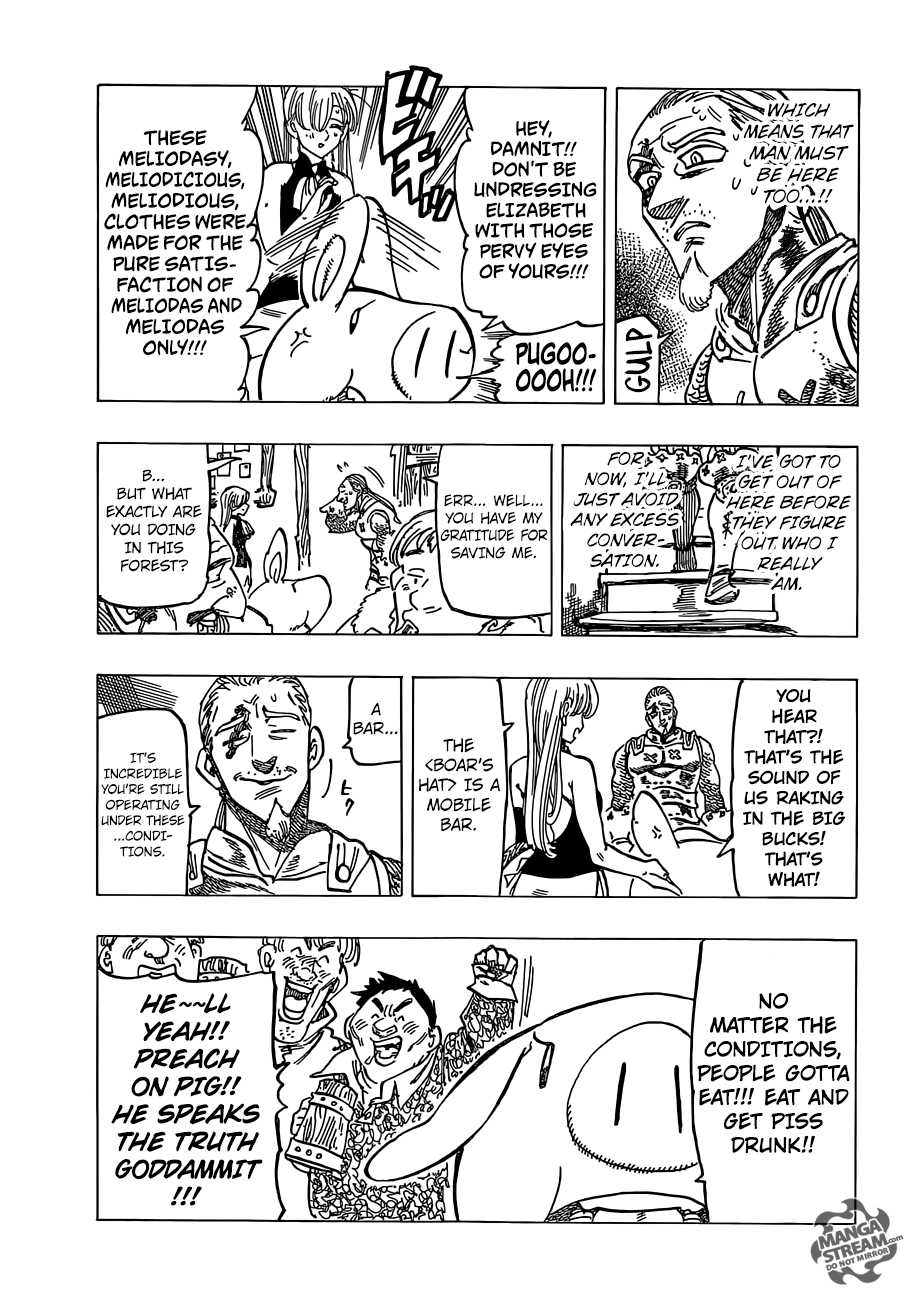 WHICH
MEANS THAT
MAN MUST
BE HERE
TOO...!!
GULP
HEY,
DAMNIT!!
DON'T BE
UNDRESSING
ELIZABETH
WITH THOSE
PERVY EYES
OF YOURS!!!
PUGOO-
OOOH!!!
ビキッ
THESE
MELIODASY,
MELIODICIOUS,
MELIODIOUS,
CLOTHES WERE
MADE FOR THE
PURE SATIS-
FACTION OF
MELIODAS AND
MELIODAS
ONLY!!!
I'VE GOT TO
GET OUT OF
HERE BEFORE
THEY FIGURE
OUT WHO I
REALLY
AM.
FOR
NOW, I'LL
JUST AVOID
ANY EXCESS
CONVER-
SATION.
ERR... WELL...
YOU HAVE MY
GRATITUDE FOR
SAVING ME.
B...
BUT WHAT
EXACTLY ARE
YOU DOING
IN THIS
FOREST?
YOU
HEAR
THAT?!
THAT'S THE
SOUND OF
US RAKING
IN THE BIG
BUCKS!
THAT'S
WHAT!
THE
<BOAR'S
HAT> IS A
MOBILE
BAR.
A
BAR...
IT'S
INCREDIBLE
YOU'RE STILL
OPERATING
UNDER THESE
...CONDI-
TIONS.
NO
MATTER THE
CONDITIONS,
PEOPLE GOTTA
EAT!!! EAT AND
GET PISS
DRUNK!!
HE~~LL
YEAH!!
PREACH
ON PIG!!
HE SPEAKS
THE TRUTH
GODDAMMIT
!!!
MANGA
STREAM.com
DO NOT MIRROR